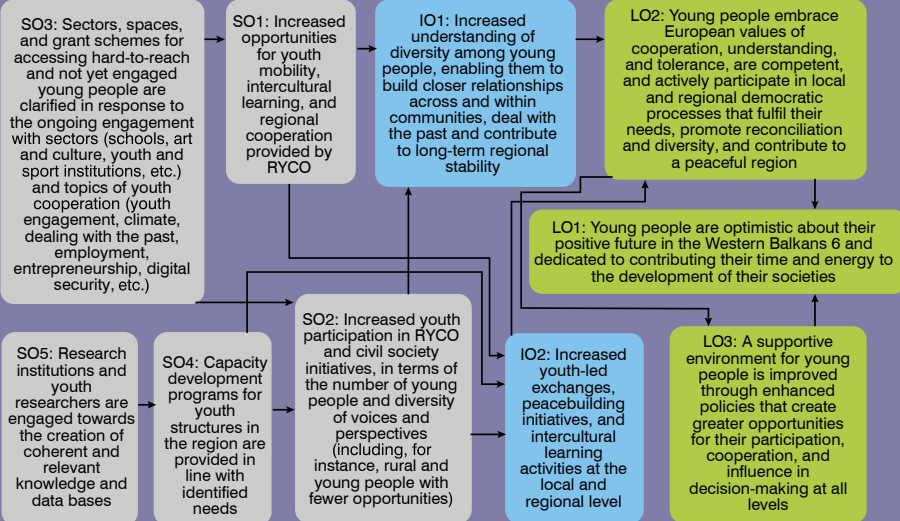 SO3: Sectors, spaces,
and grant schemes for
accessing hard-to-reach
and not yet engaged
young people are
clarified in response to
the ongoing engagement
with sectors (schools, art
and culture, youth and
sport institutions, etc.)
and topics of youth
cooperation (youth
engagement, climate,
dealing with the past,
employment,
entrepreneurship, digital
security, etc.)
SO1: Increased
opportunities
for youth
mobility,
intercultural
learning, and
regional
cooperation
provided by
RYCO
IO1: Increased
understanding of
diversity among young
people, enabling them to
build closer relationships
across and within
communities, deal with
the past and contribute
to long-term regional
stability
LO2: Young people embrace
European values of
cooperation, understanding,
and tolerance, are competent,
and actively participate in local
and regional democratic
processes that fulfil their
needs, promote reconciliation
and diversity, and contribute to
a peaceful region
LO1: Young people are optimistic about their
positive future in the Western Balkans 6 and
dedicated to contributing their time and energy to
the development of their societies
SO5: Research
institutions and
youth
researchers are
engaged towards
the creation of
coherent and
relevant
knowledge and
data bases
SO4: Capacity
development
programs for
youth
structures in
the region are
provided in
line with
identified
needs
SO2: Increased youth
participation in RYCO
and civil society
initiatives, in terms of
the number of young
people and diversity
of voices and
perspectives
(including, for
instance, rural and
young people with
fewer opportunities)
IO2: Increased
youth-led
exchanges,
peacebuilding
initiatives, and
intercultural
learning
activities at the
local and
regional level
LO3: A supportive
environment for young
people is improved
through enhanced
policies that create
greater opportunities
for their participation,
cooperation, and
influence in
decision-making at all
levels